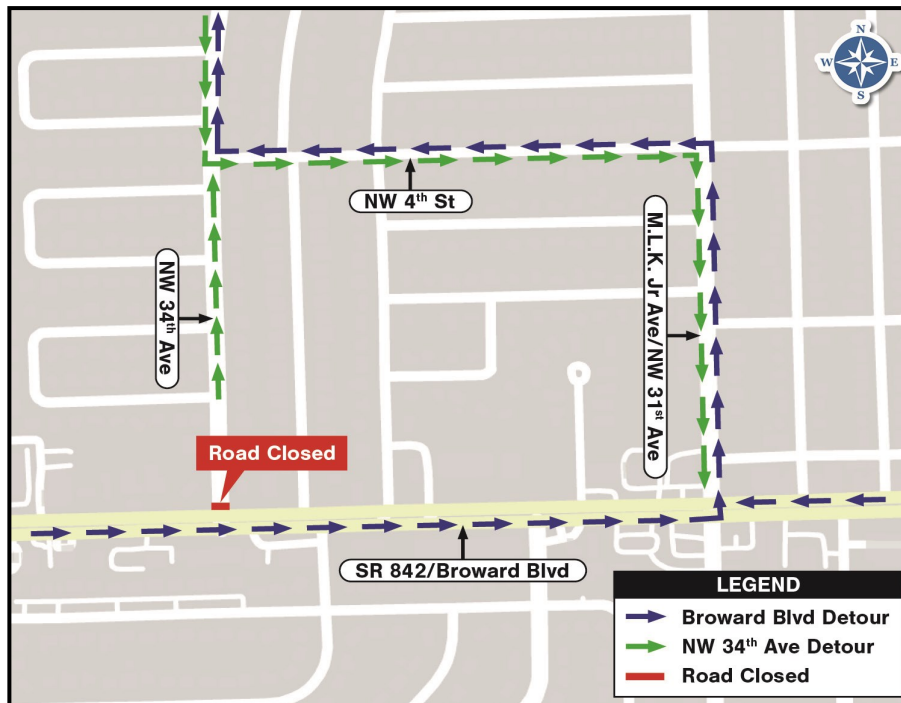 N
W E
S
NW 4th St
NW 34th Ave
M.L.K. Jr Ave/NW 31st Ave
Road Closed
SR 842/Broward Blvd
LEGEND
Broward Blvd Detour
NW 34th Ave Detour
Road Closed